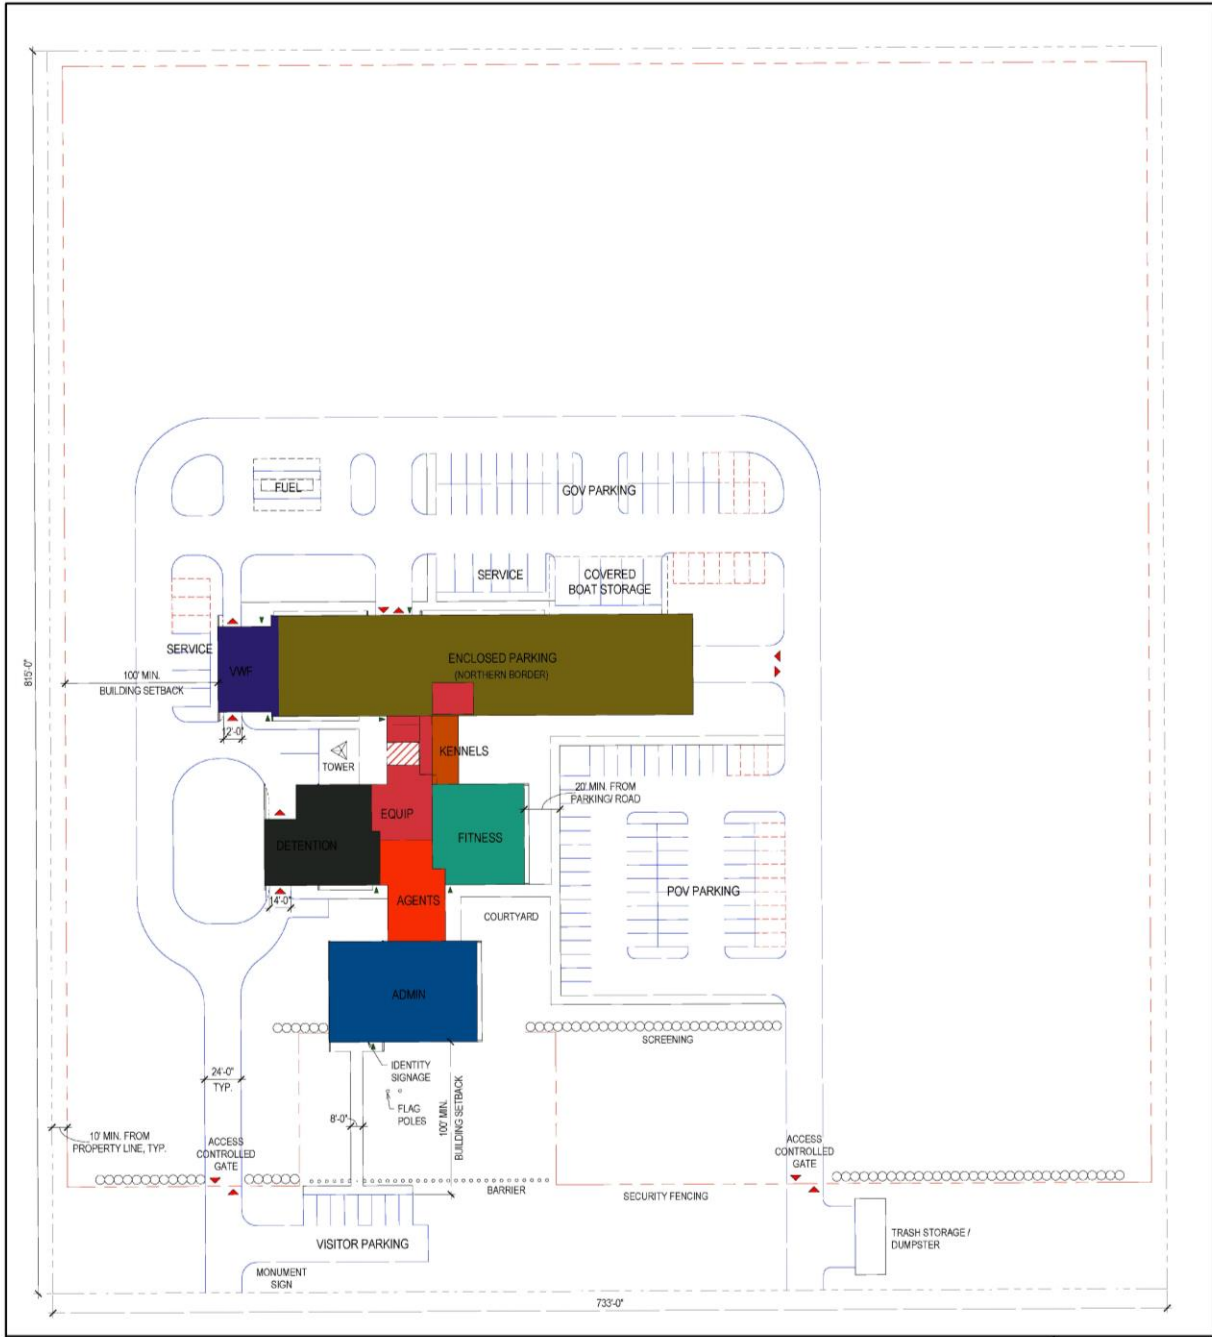 FUEL
GOV PARKING
SERVICE
COVERED
BOAT STORAGE
SERVICE
VWF
ENCLOSED PARKING
(NORTHERN BORDER)
815'-0"
100' MIN.
BUILDING SETBACK
12'-0"
TOWER
KENNELS
20' MIN. FROM
PARKING/ ROAD
EQUIP
DETENTION
FITNESS
POV PARKING
14'-0"
AGENTS
COURTYARD
ADMIN
SCREENING
IDENTITY
SIGNAGE
24'-0"
TYP.
FLAG
POLES
8'-0"
100' MIN.
BUILDING SETBACK
10' MIN. FROM
PROPERTY LINE, TYP.
ACCESS
CONTROLLED
GATE
ACCESS
CONTROLLED
GATE
BARRIER
SECURITY FENCING
VISITOR PARKING
TRASH STORAGE /
DUMPSTER
MONUMENT
SIGN
733'-0"